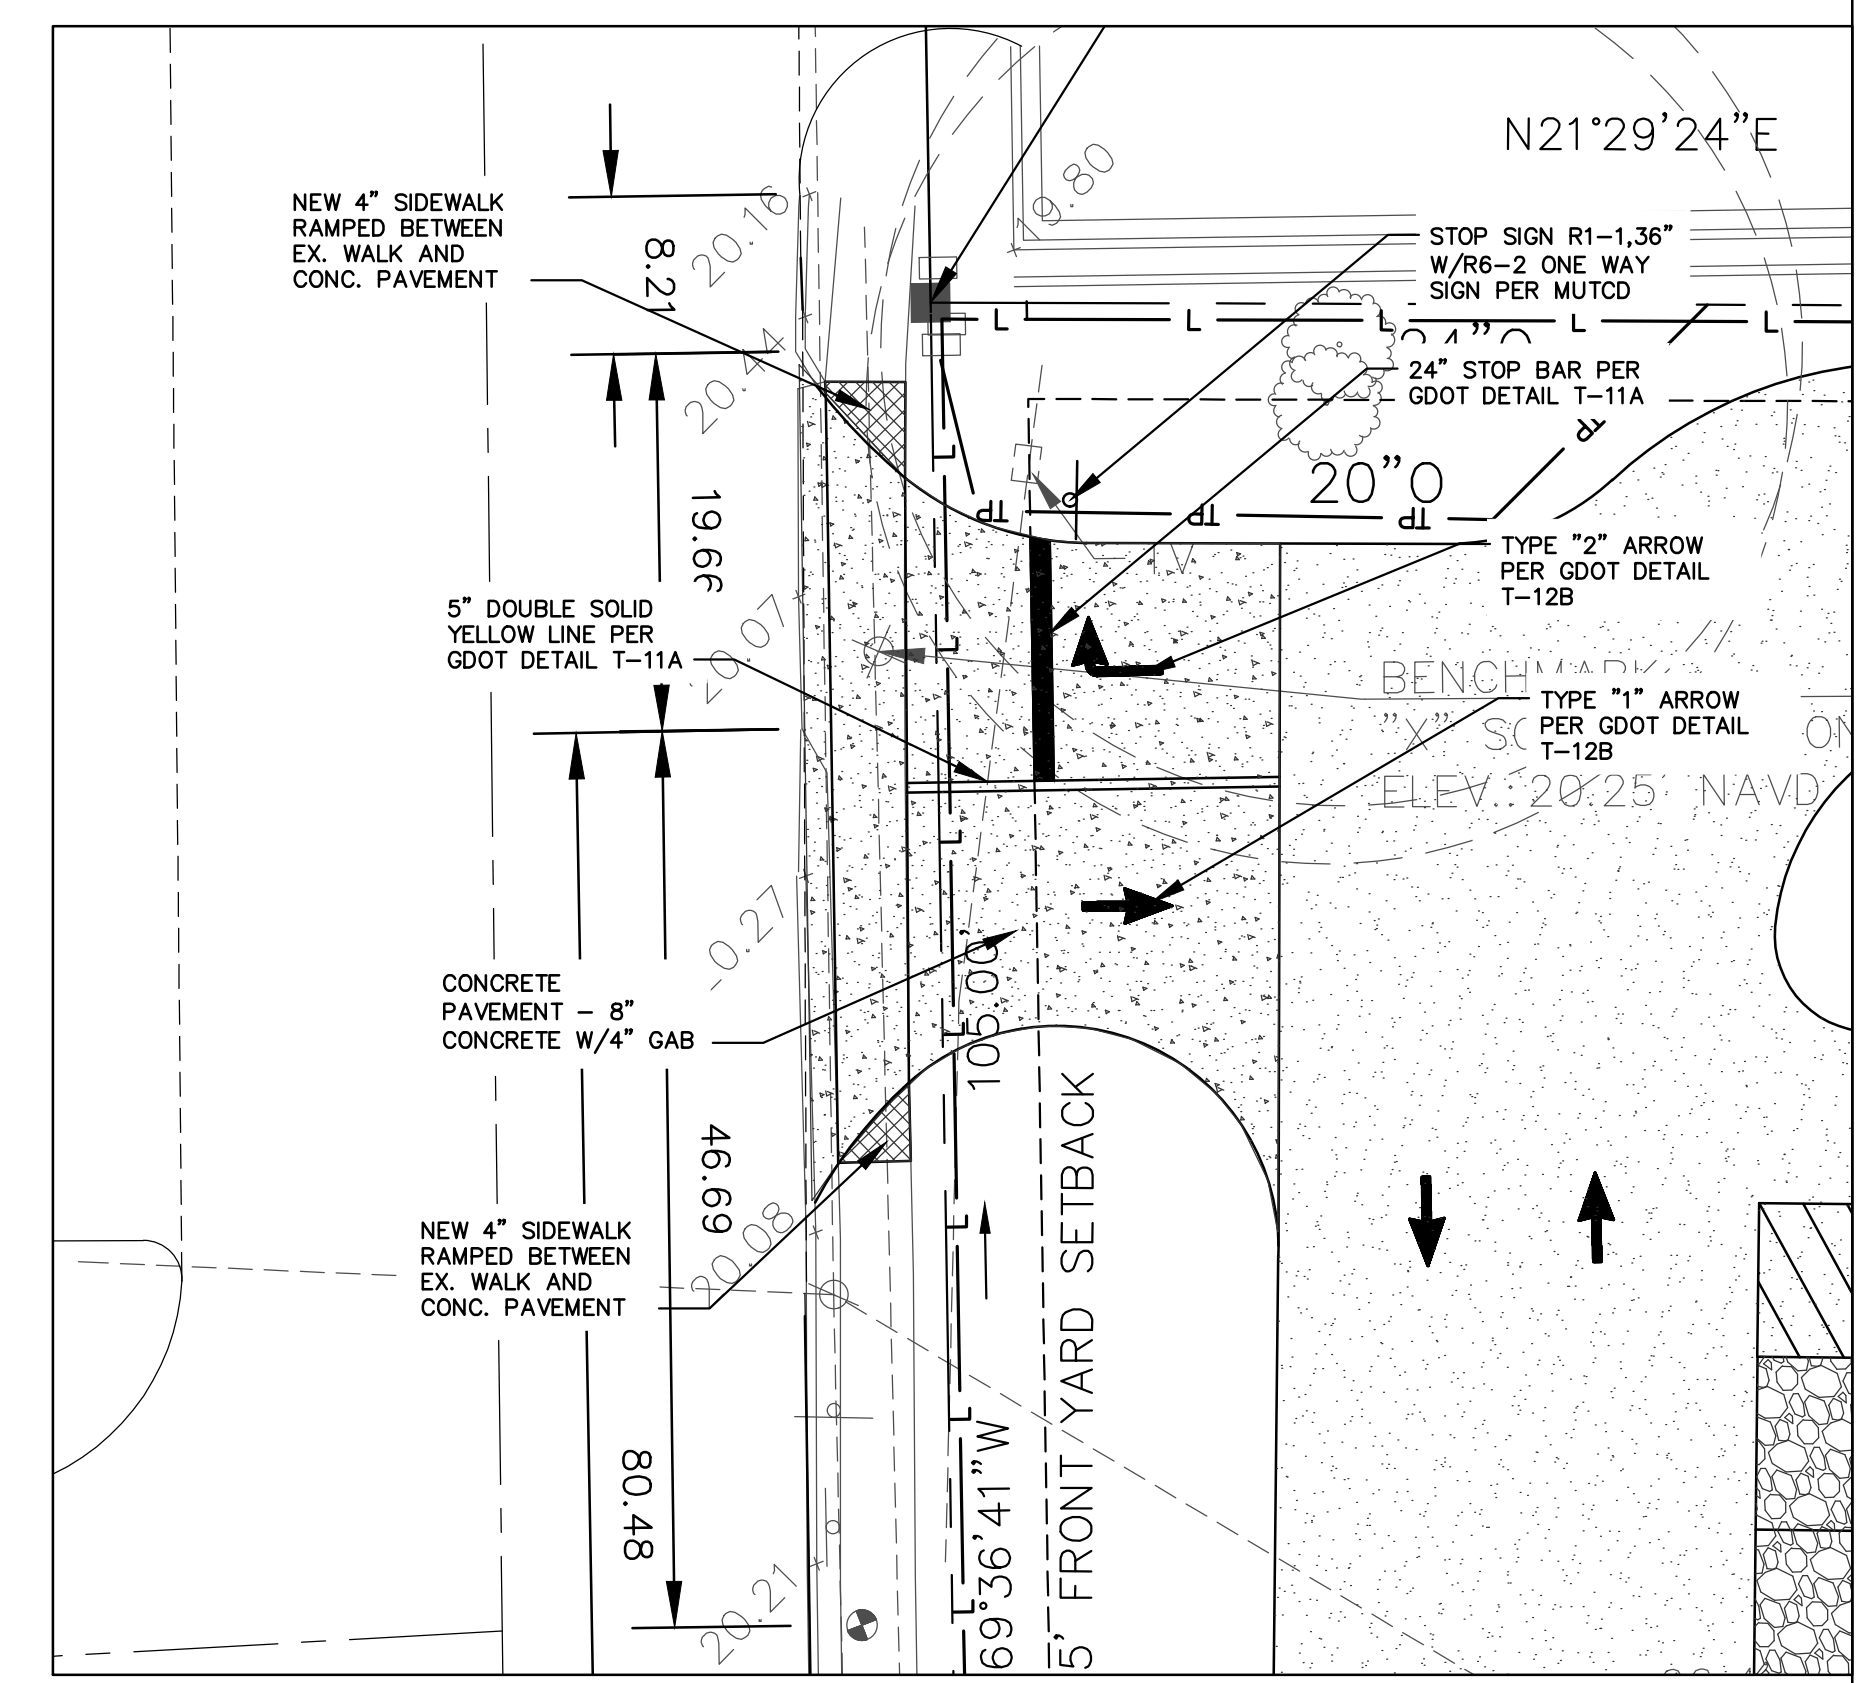 N21°29'24"E
NEW 4" SIDEWALK
RAMPED BETWEEN
EX. WALK AND
CONC. PAVEMENT
8.21
20.16
19.80
STOP SIGN R1-1,36"
W/R6-2 ONE WAY
SIGN PER MUTCD
L
L
L
L
L
20.44
24" STOP BAR PER
GDOT DETAIL T-11A
20"O
TP
TP
TP
TP
19.66
L
TYPE "2" ARROW
PER GDOT DETAIL
T-12B
5" DOUBLE SOLID
YELLOW LINE PER
GDOT DETAIL T-11A
20.07
L
BENCHMARK
"X"
ELEV. 20.25 NAVD
TYPE "1" ARROW
PER GDOT DETAIL
T-12B
L
CONCRETE
PAVEMENT - 8"
CONCRETE W/4" GAB
105.00'
L
46.69
NEW 4" SIDEWALK
RAMPED BETWEEN
EX. WALK AND
CONC. PAVEMENT
20.08
L
80.48
20.21
L
L
69°36'41"W
5' FRONT YARD SETBACK